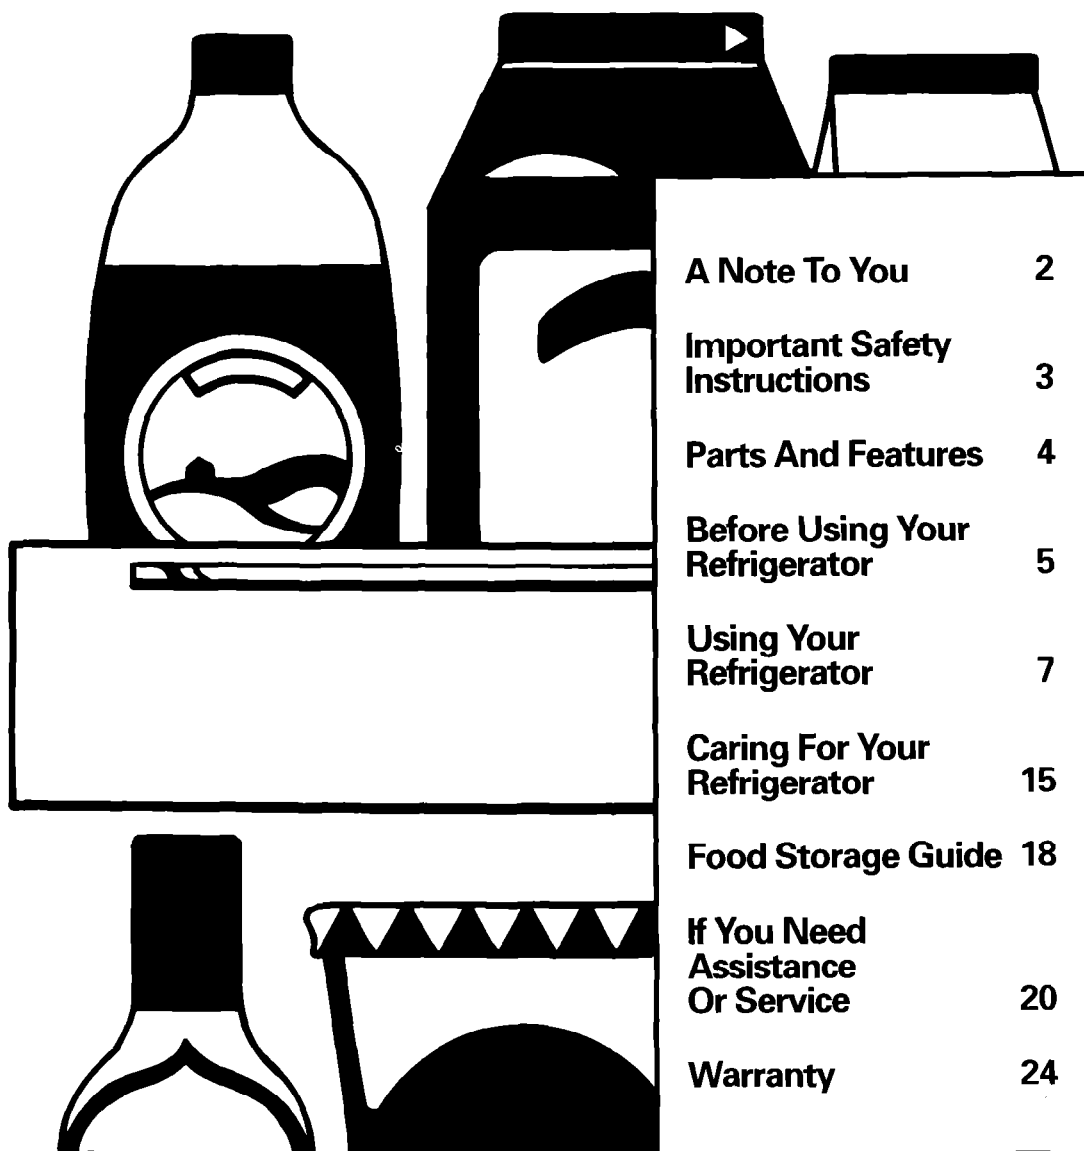 A Note To You 2
Important Safety
Instructions 3
Parts And Features 4
Before Using Your
Refrigerator 5
Using Your
Refrigerator 7
Caring For Your
Refrigerator 15
Food Storage Guide 18
If You Need
Assistance
Or Service 20
Warranty 24